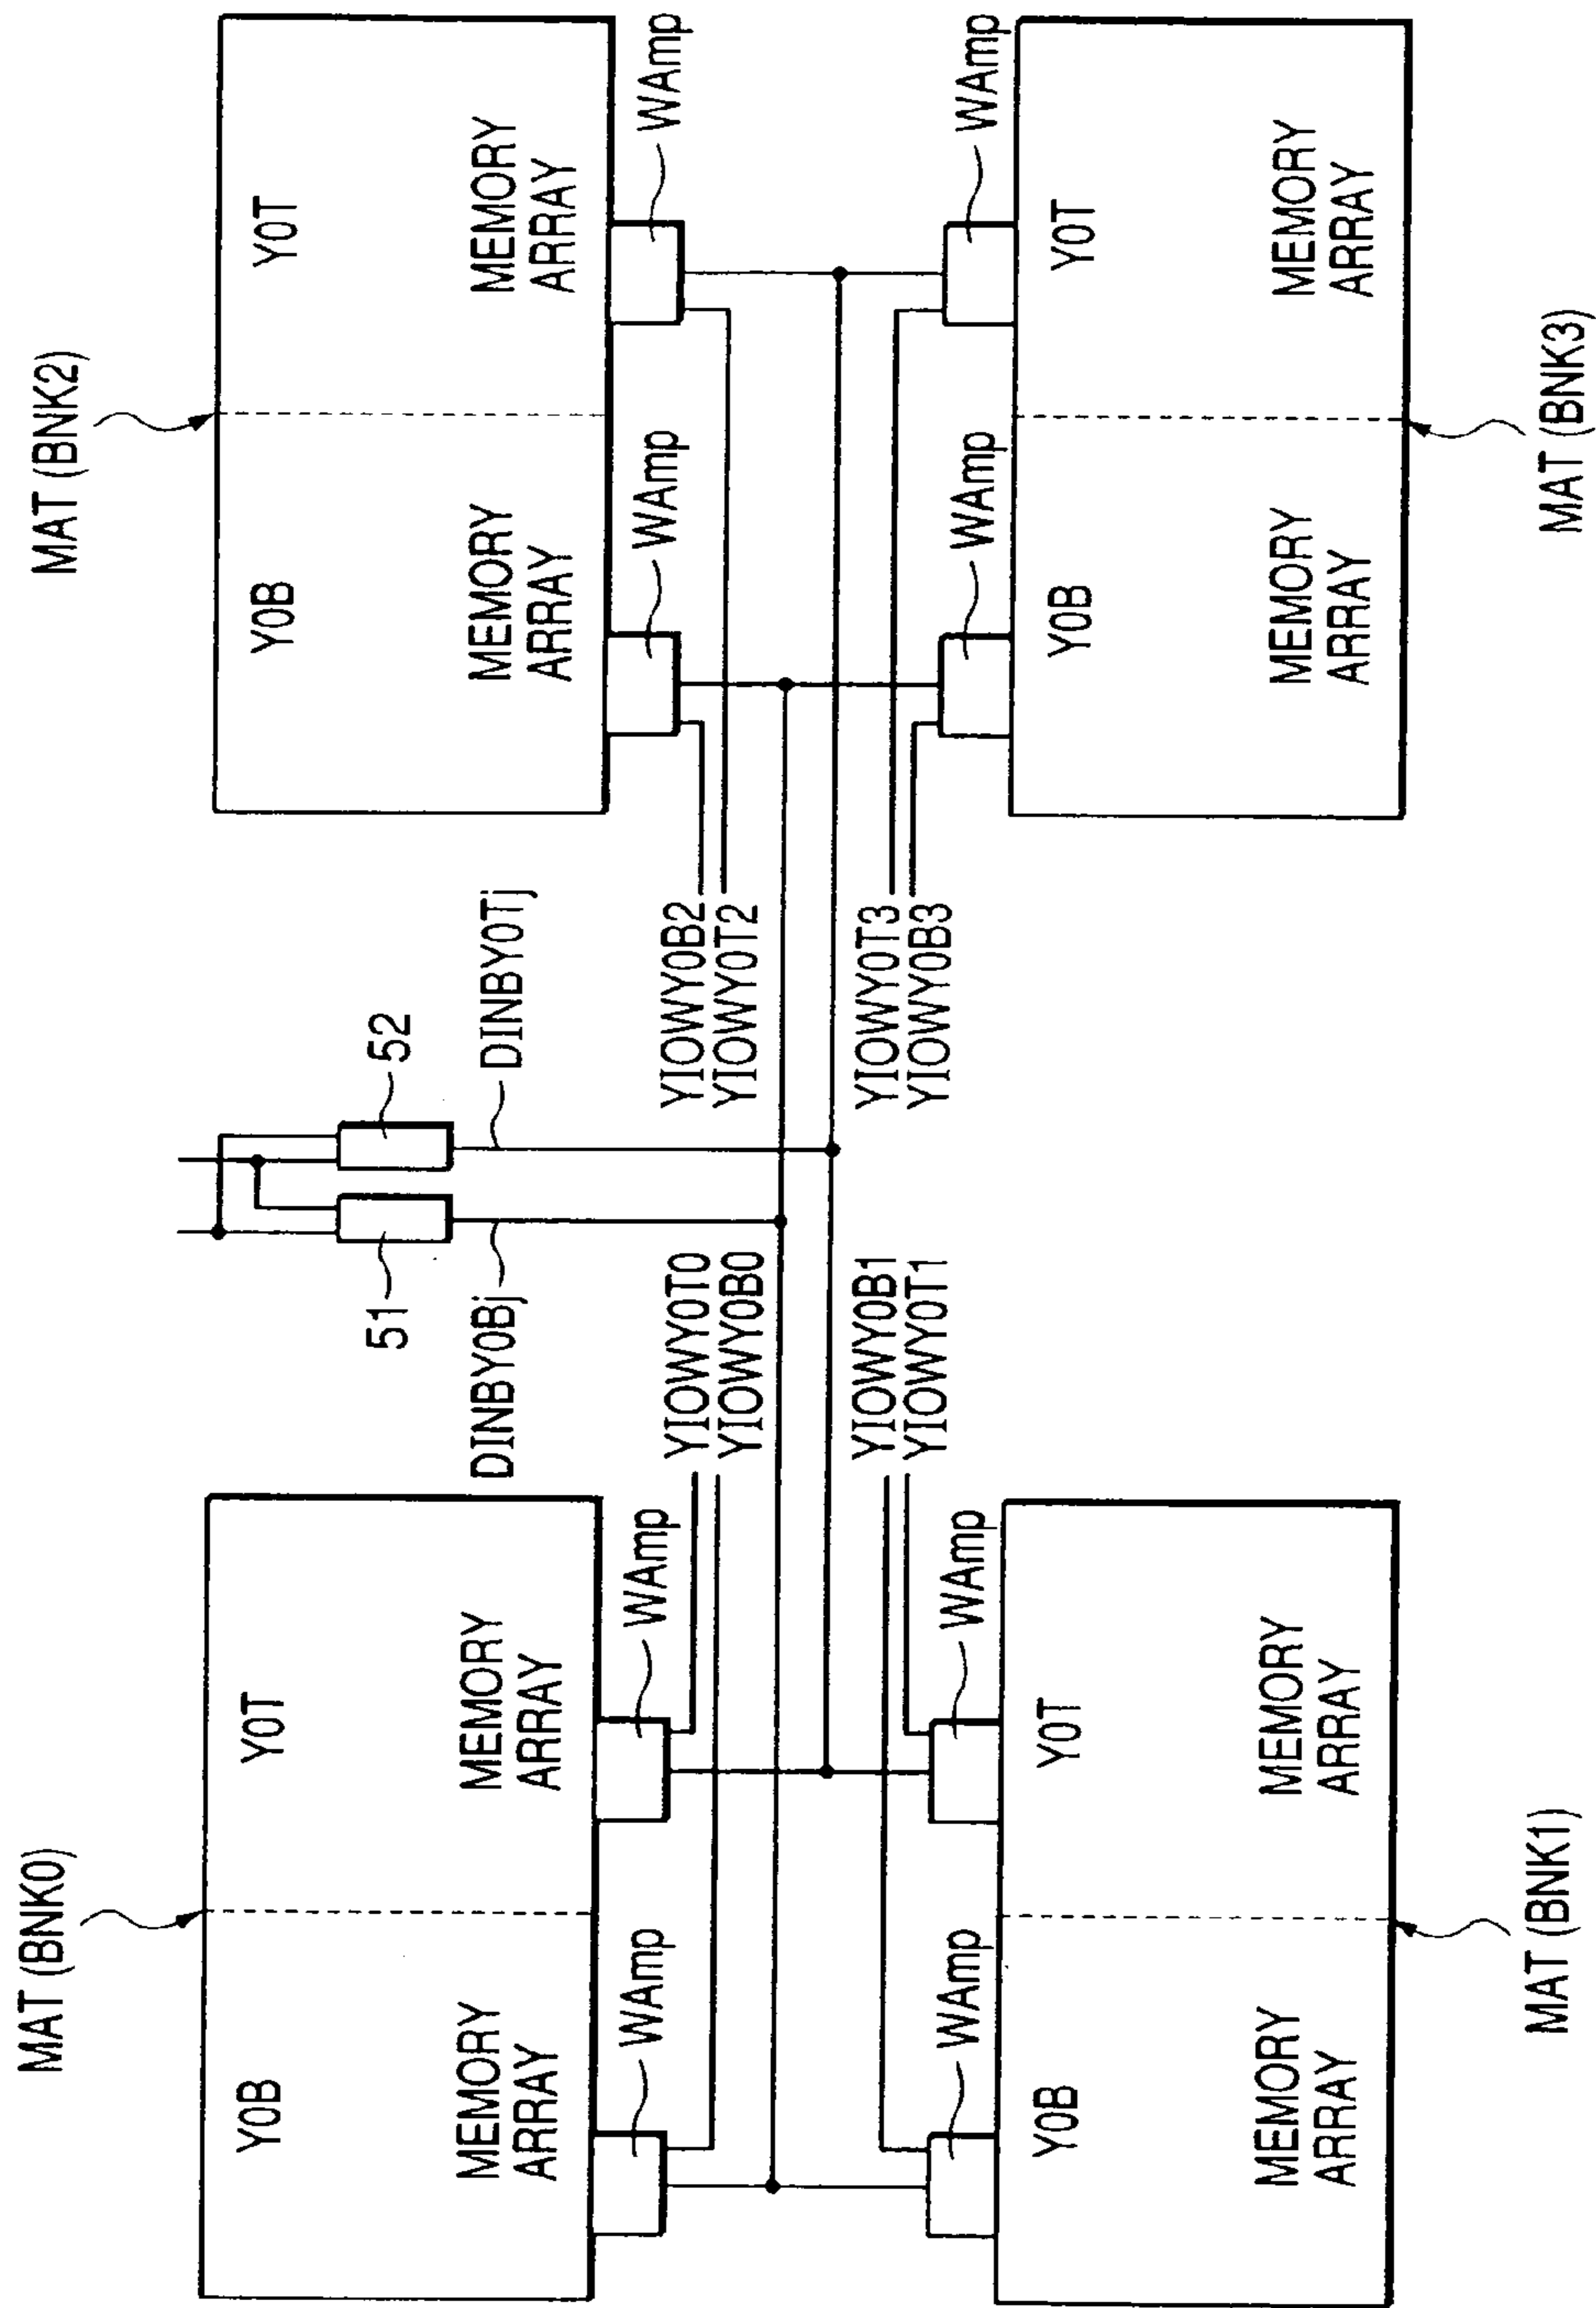 MAT (BNK0)
MAT (BNK2)
Y0B
Y0T
Y0B
Y0T
51
52
MEMORY
ARRAY
MEMORY
ARRAY
DINBY0Bj
DINBY0Tj
MEMORY
ARRAY
MEMORY
ARRAY
WAmp
WAmp
WAmp
WAmp
YIOWY0T0
YIOWY0B0
YIOWY0B2
YIOWY0T2
YIOWY0B1
YIOWY0T1
YIOWY0T3
YIOWY0B3
WAmp
WAmp
WAmp
WAmp
Y0B
Y0T
Y0B
Y0T
MEMORY
ARRAY
MEMORY
ARRAY
MEMORY
ARRAY
MEMORY
ARRAY
MAT (BNK1)
MAT (BNK3)